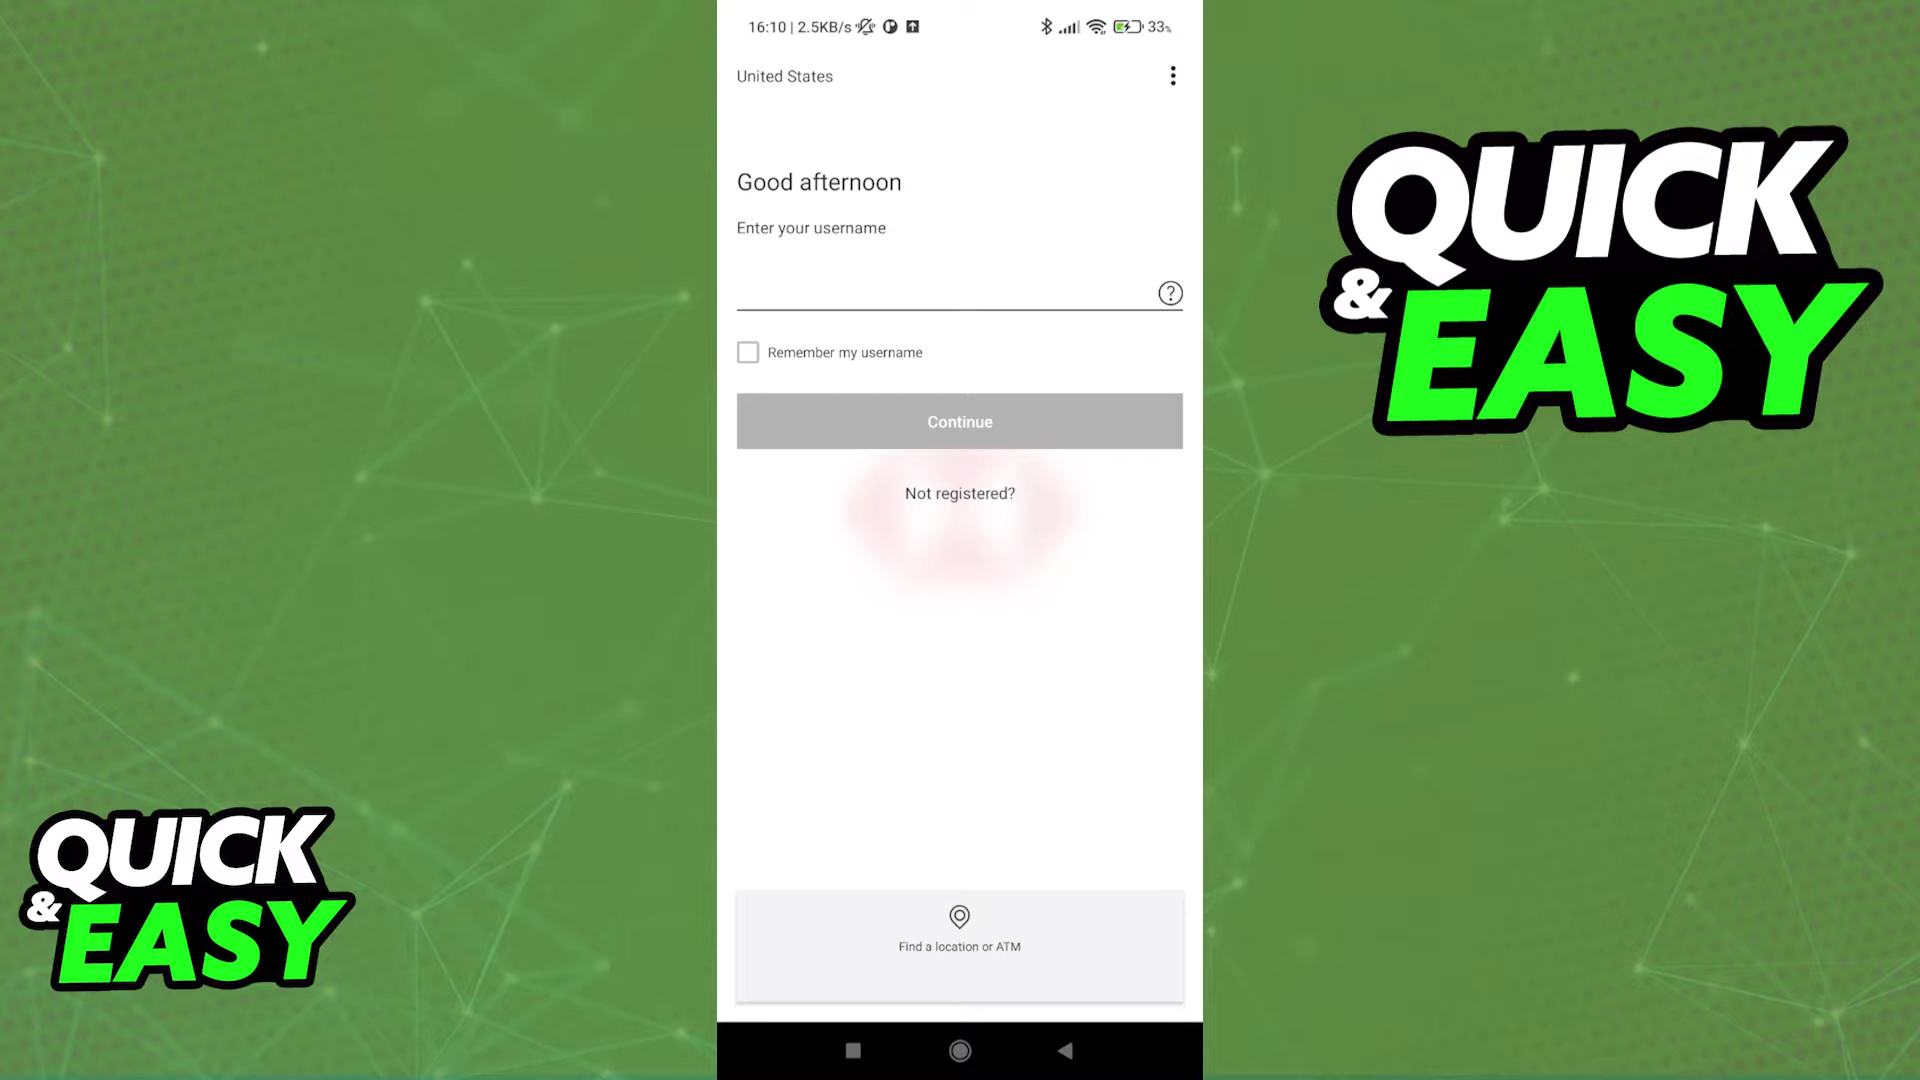 16:10 | 2.5KB/s
33%
United States
Good afternoon
Enter your username
?
Remember my username
Continue
Not registered?
Find a location or ATM
QUICK
& EASY
QUICK
& EASY